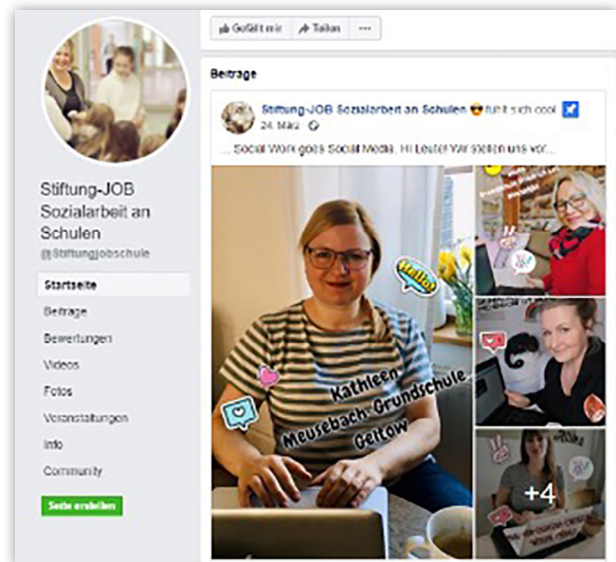 Gefällt mir Teilen ...
Stiftung-JOB
Sozialarbeit an
Schulen
@Stiftungjobschule
Startseite
Beiträge
Bewertungen
Videos
Fotos
Veranstaltungen
Info
Community
Seite erstellen
Beiträge
Stiftung-JOB Sozialarbeit an Schulen 😎 fühlt sich cool.
24. März
... Social Work goes Social Media. Hi Leute! Wir stellen uns vor...
Hello!
Kathleen
Meusebach-Grundschule
Geltow
+4